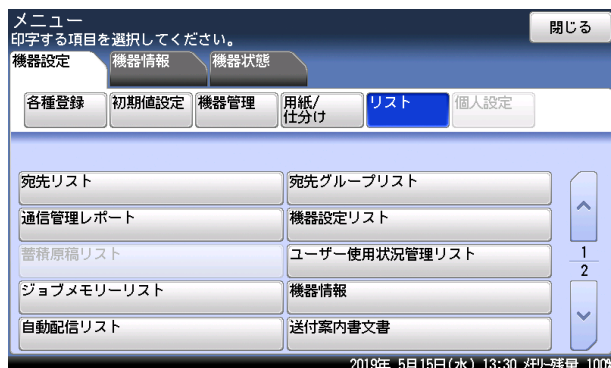 メニュー
印字する項目を選択してください。
閉じる
機器設定
機器情報
機器状態
各種登録
初期値設定
機器管理
用紙/
仕分け
リスト
個人設定
宛先リスト
宛先グループリスト
通信管理レポート
機器設定リスト
蓄積原稿リスト
ユーザー使用状況管理リスト
ジョブメモリーリスト
機器情報
自動配信リスト
送付案内書文書
1
2
2019年 5月15日(水) 13:30 メモリー残量 100%